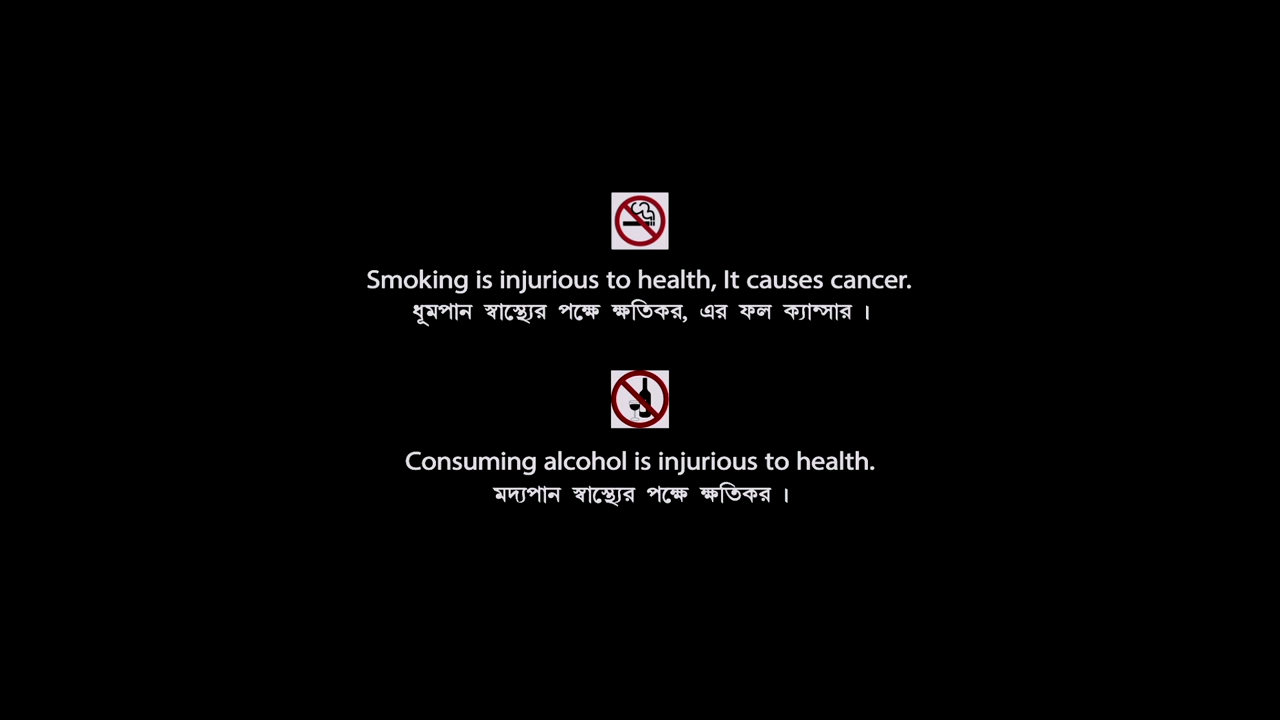 Smoking is injurious to health, It causes cancer.
ধূমপান স্বাস্থ্যের পক্ষে ক্ষতিকর, এর ফল ক্যান্সার ।
Consuming alcohol is injurious to health.
মদ্যপান স্বাস্থ্যের পক্ষে ক্ষতিকর ।